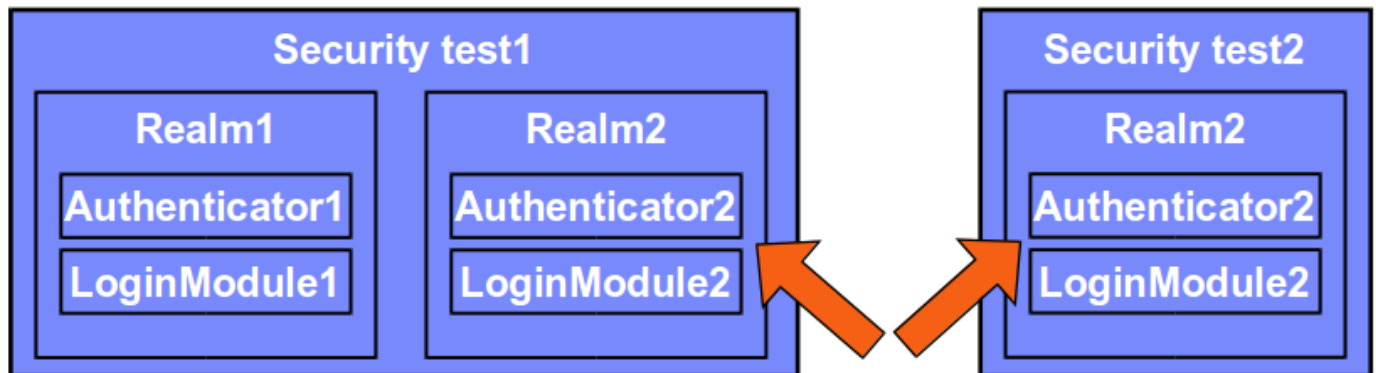 Security test1
Realm1
Authenticator1
LoginModule1
Realm2
Authenticator2
LoginModule2
Security test2
Realm2
Authenticator2
LoginModule2